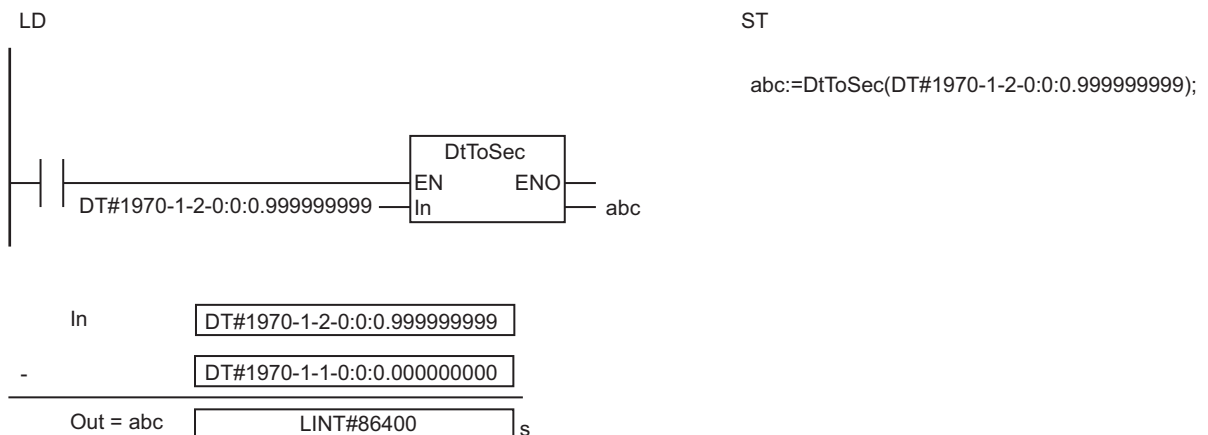 LD
ST
abc:=DtToSec(DT#1970-1-2-0:0:0.999999999);
DtToSec
EN ENO
DT#1970-1-2-0:0:0.999999999 In abc
In DT#1970-1-2-0:0:0.999999999
- DT#1970-1-1-0:0:0.000000000
Out = abc LINT#86400 s